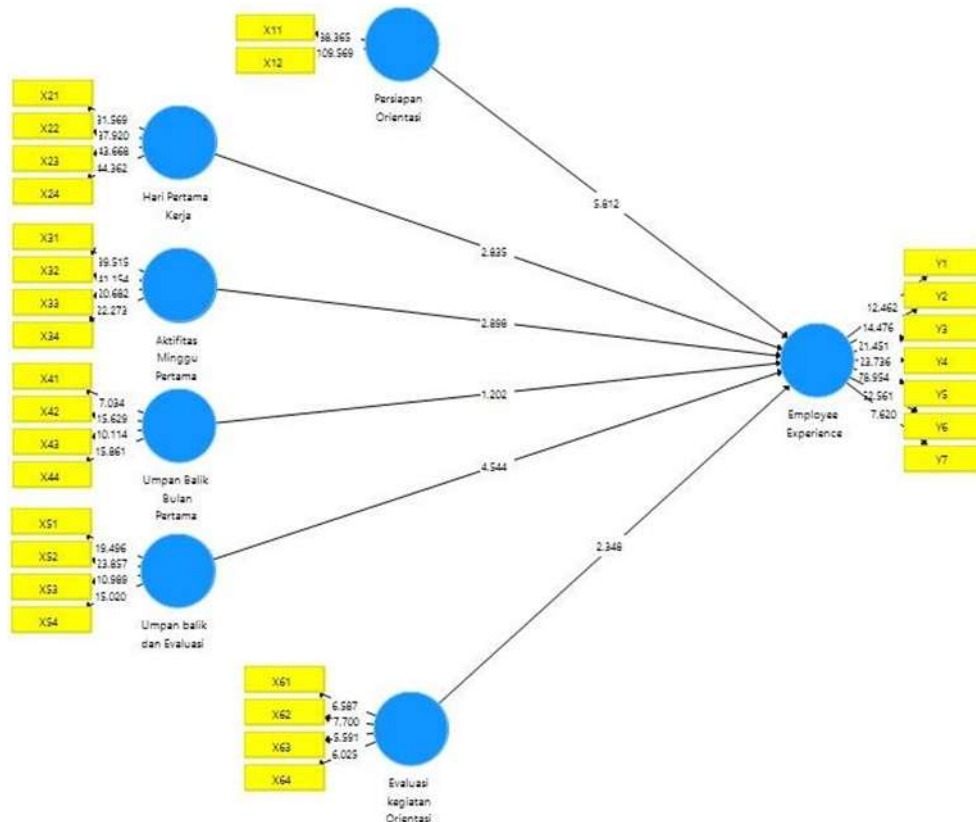 X11
X12
38.365
109.569
Persiapan
Orientasi
X21
X22
X23
X24
31.569
37.920
43.668
44.362
Hari Pertama
Kerja
X31
X32
X33
X34
39.515
41.154
20.682
22.273
Aktifitas
Minggu
Pertama
X41
X42
X43
X44
7.034
15.629
10.114
15.861
Umpan Balik
Bulan
Pertama
X51
X52
X53
X54
19.496
23.857
10.989
15.020
Umpan balik
dan Evaluasi
X61
X62
X63
X64
6.587
7.700
5.591
6.025
Evaluasi
kegiatan
Orientasi
5.812
2.835
2.898
1.202
4.544
2.348
Employee
Experience
12.462
14.476
21.451
23.736
78.954
7.620
Y1
Y2
Y3
Y4
Y5
Y6
Y7